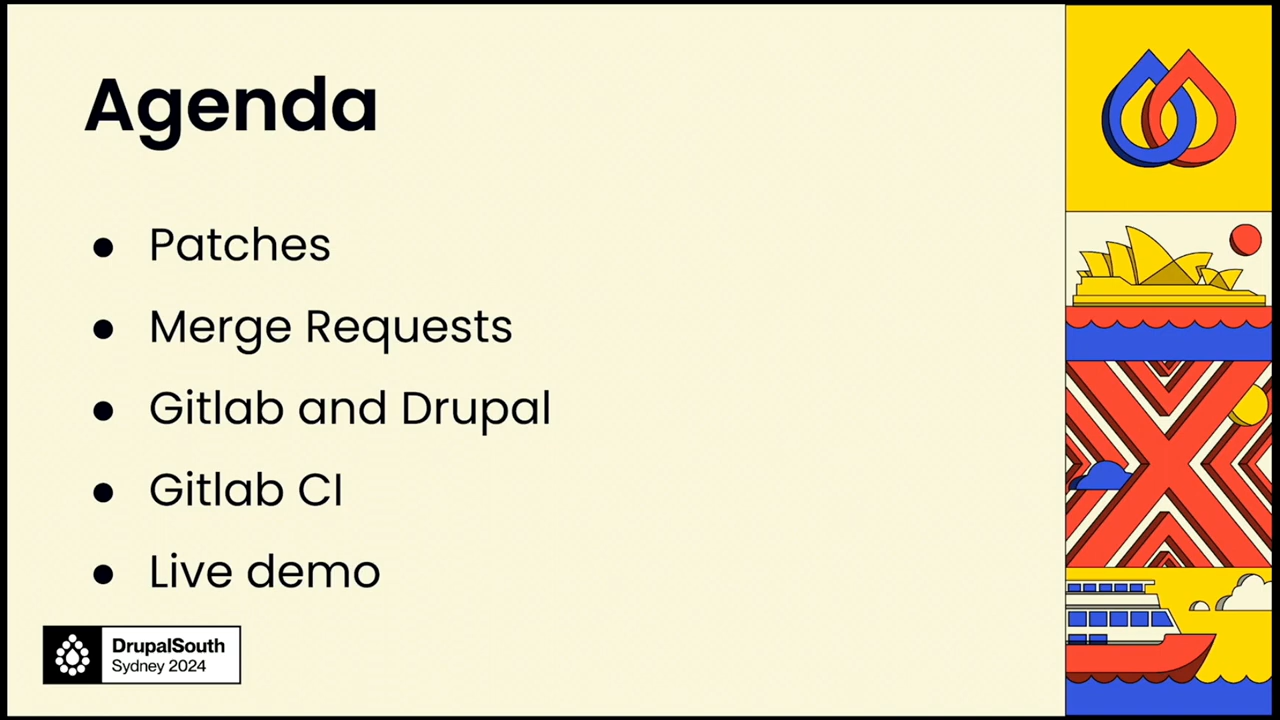 Agenda
● Patches
● Merge Requests
● Gitlab and Drupal
● Gitlab CI
● Live demo
DrupalSouth
Sydney 2024